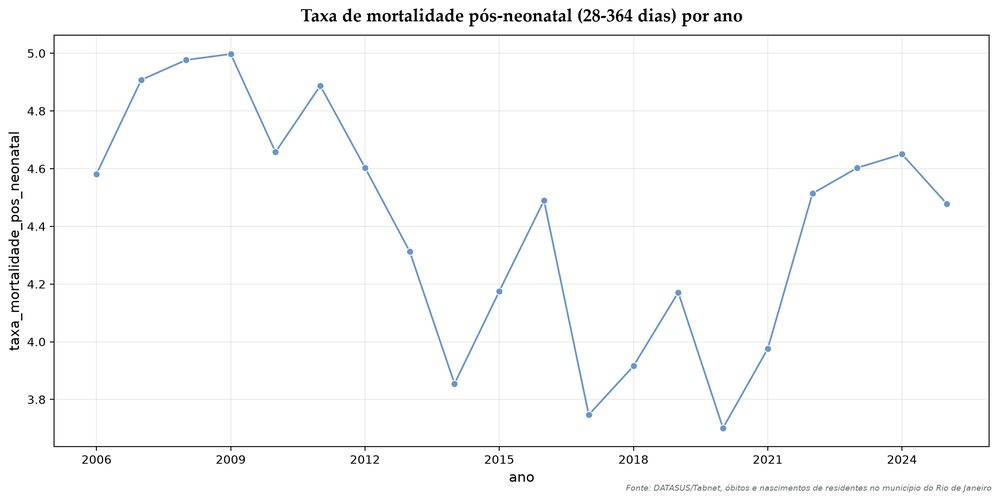 Taxa de mortalidade pós-neonatal (28-364 dias) por ano
taxa_mortalidade_pos_neonatal
5.0
4.8
4.6
4.4
4.2
4.0
3.8
2006 2009 2012 2015 2018 2021 2024
ano
Fonte: DATASUS/Tabnet, óbitos e nascimentos de residentes no município do Rio de Janeiro